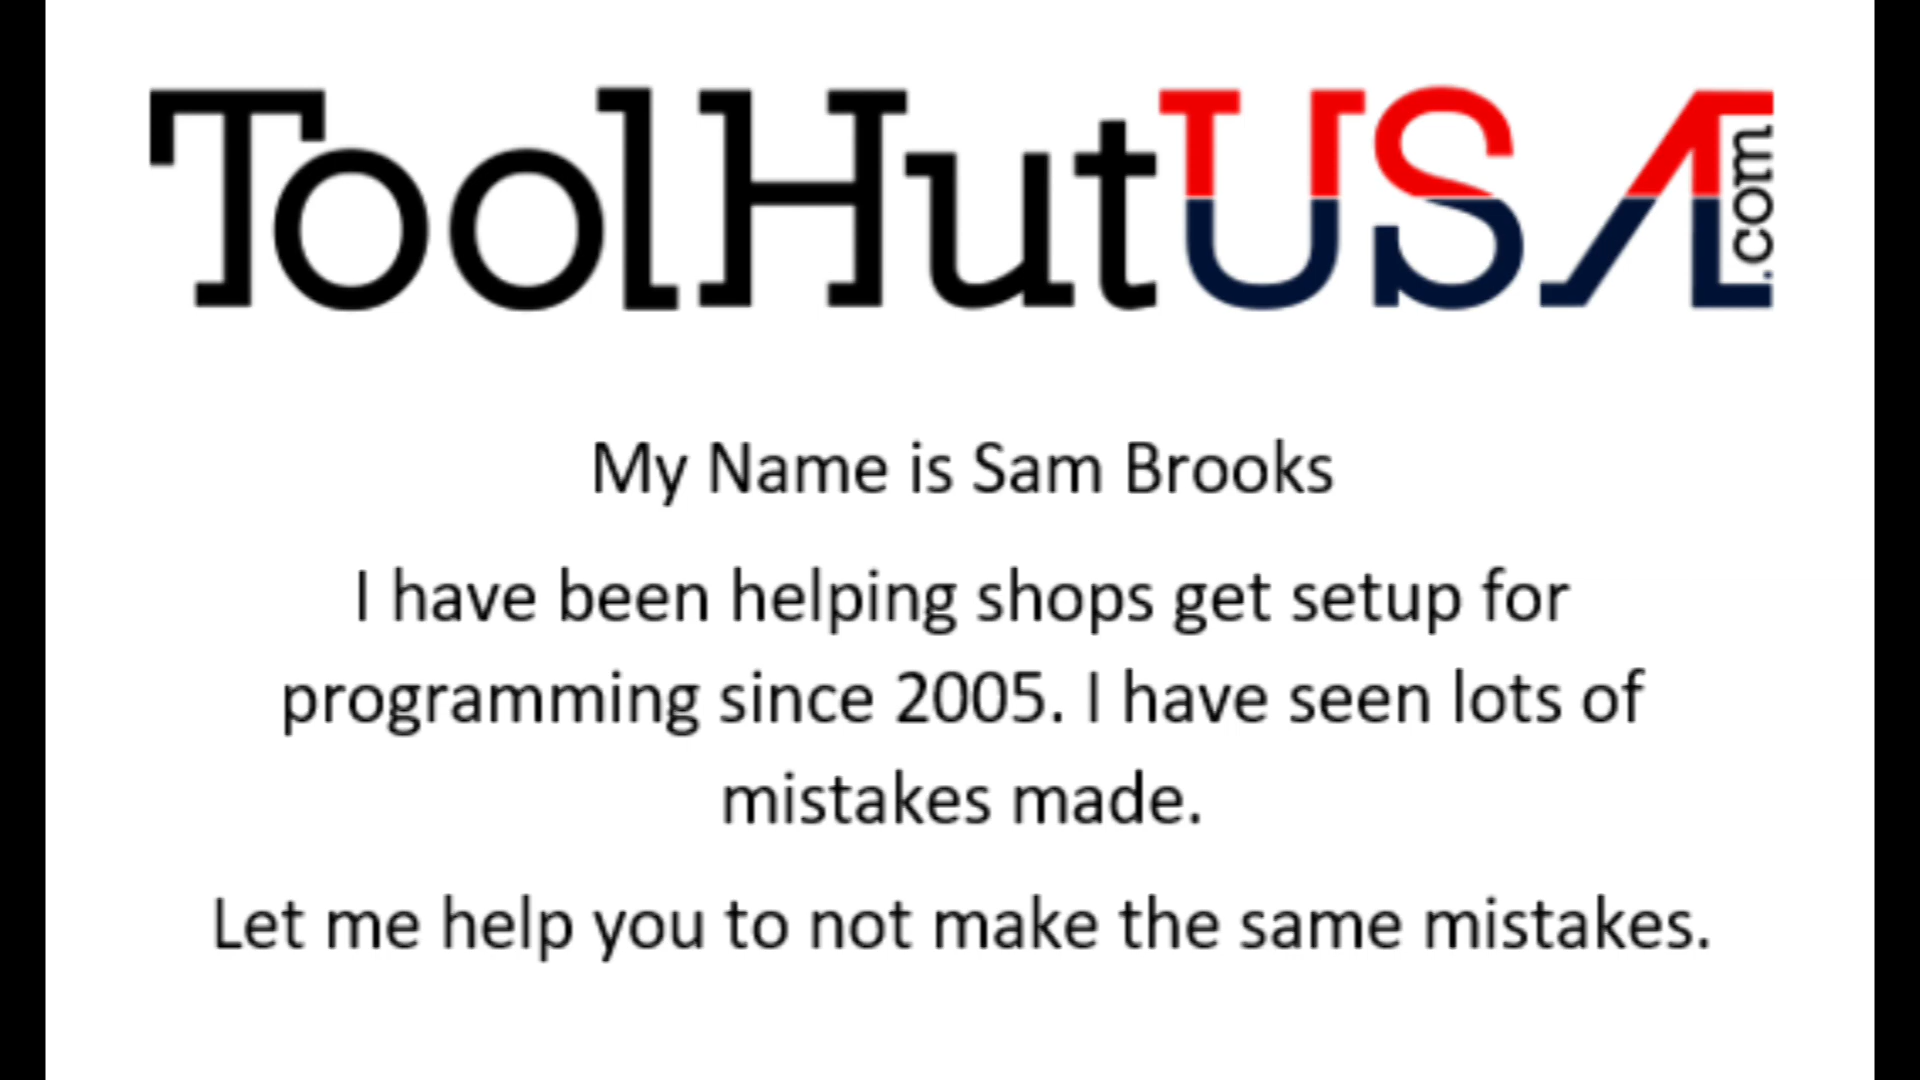 ToolHutUSA.com
My Name is Sam Brooks
I have been helping shops get setup for
programming since 2005. I have seen lots of
mistakes made.
Let me help you to not make the same mistakes.